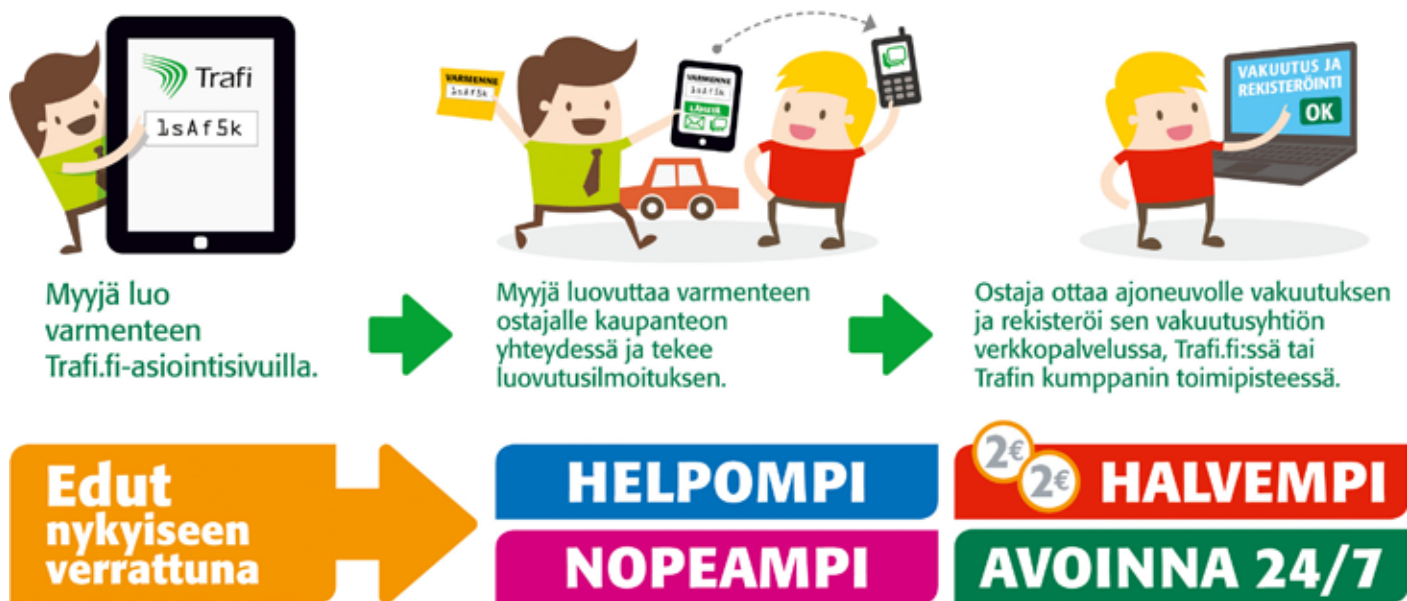 Trafi
1sAf5k
VARMENNE
1sAf5k
VARMENNE
1sAf5k
LÄHETÄ
VAKUUTUS JA
REKISTERÖINTI
OK
Myyjä luo
varmenteen
Trafi.fi-asiointisivuilla.
Myyjä luovuttaa varmenteen
ostajalle kaupanteon
yhteydessä ja tekee
luovutusilmoituksen.
Ostaja ottaa ajoneuvolle vakuutuksen
ja rekisteröi sen vakuutusyhtiön
verkkopalvelussa, Trafi.fi:ssä tai
Trafin kumppanin toimipisteessä.
Edut
nykyiseen
verrattuna
HELPOMPI
NOPEAMPI
2€
2€
HALVEMPI
AVOINNA 24/7